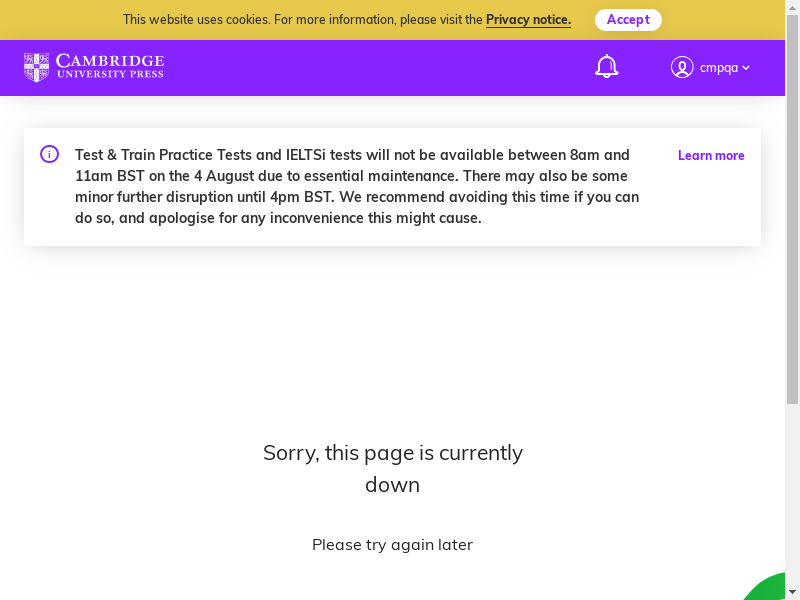 This website uses cookies. For more information, please visit the Privacy notice. Accept
CAMBRIDGE
UNIVERSITY PRESS
cmpqa
Test & Train Practice Tests and IELTSi tests will not be available between 8am and
11am BST on the 4 August due to essential maintenance. There may also be some
minor further disruption until 4pm BST. We recommend avoiding this time if you can
do so, and apologise for any inconvenience this might cause.
Learn more
Sorry, this page is currently
down
Please try again later